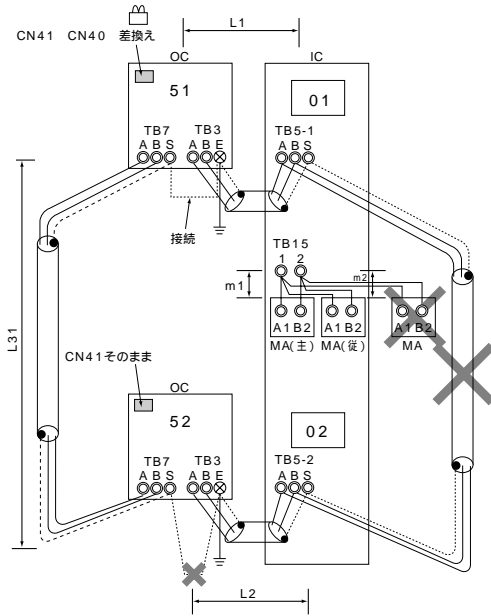 CN41 CN40 差換え
L1
OC
IC
51
01
TB7 TB3
A B S A B E
TB5-1
A B S
接続
TB15
1 2
m1
m2
A1 B2
A1 B2
A1 B2
MA(主) MA(従) MA
L31
CN41そのまま
OC
52
02
TB7 TB3
A B S A B E
TB5-2
A B S
L2